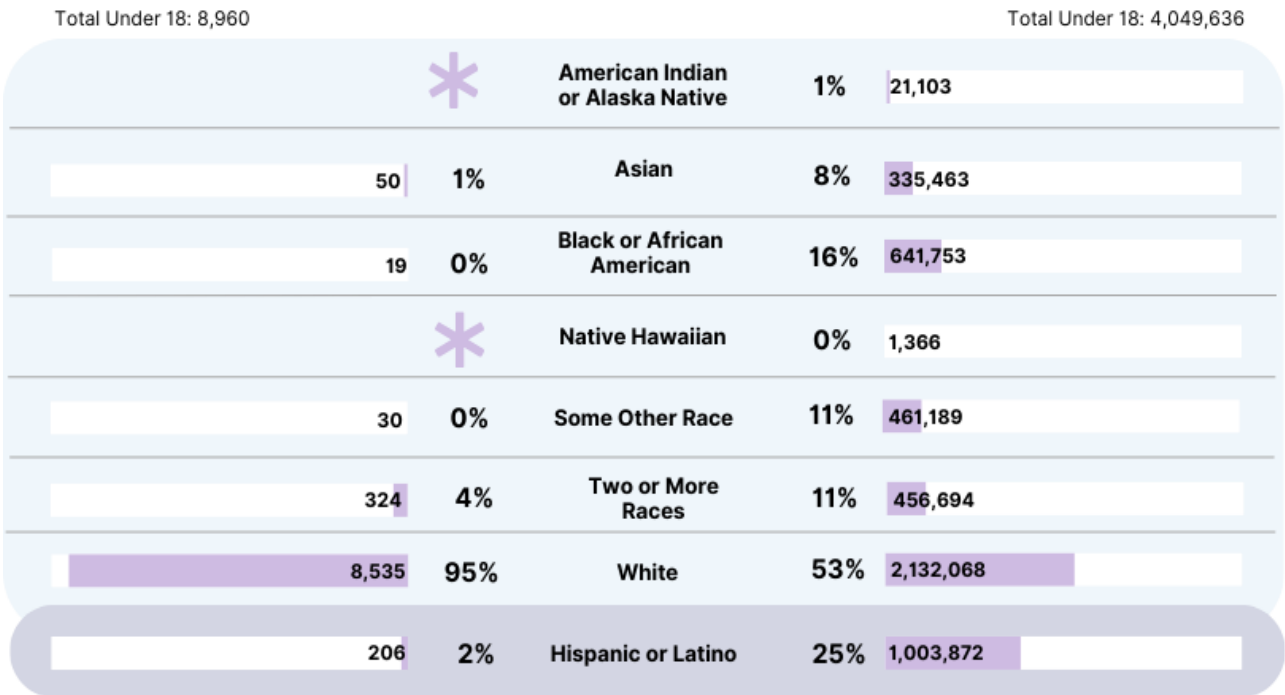 Total Under 18: 8,960
Total Under 18: 4,049,636
American Indian
or Alaska Native
1%
21,103
50
1%
Asian
8%
335,463
19
0%
Black or African
American
16%
641,753
Native Hawaiian
0%
1,366
30
0%
Some Other Race
11%
461,189
324
4%
Two or More
Races
11%
456,694
8,535
95%
White
53%
2,132,068
206
2%
Hispanic or Latino
25%
1,003,872